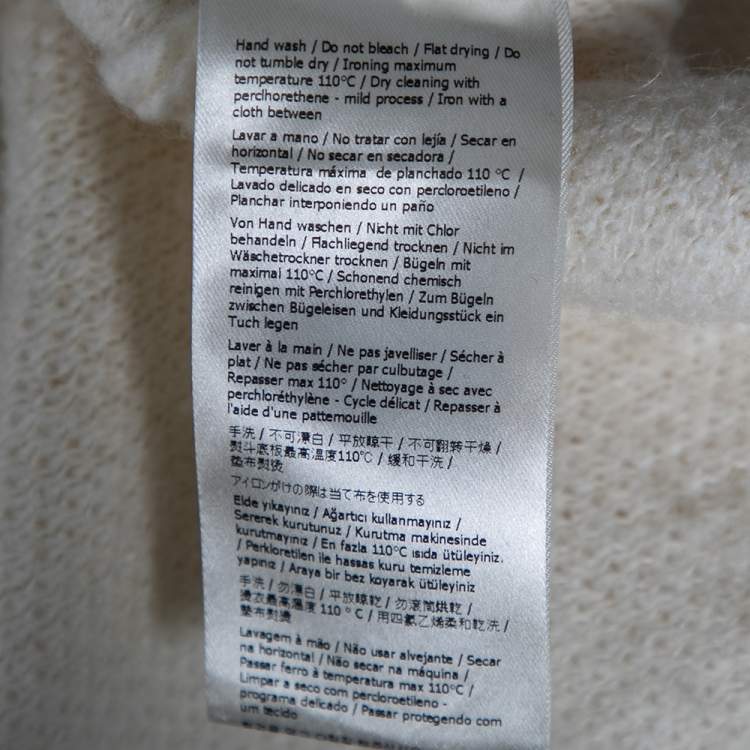 Hand wash / Do not bleach / Flat drying / Do
not tumble dry / Ironing maximum
temperature 110°C / Dry cleaning with
perclhorethene - mild process / Iron with a
cloth between
Lavar a mano / No tratar con lejía / Secar en
horizontal / No secar en secadora /
Temperatura máxima de planchado 110 °C /
Lavado delicado en seco con percloroetileno /
Planchar interponiendo un paño
Von Hand waschen / Nicht mit Chlor
behandeln / Flachliegend trocknen / Nicht im
Wäschetrockner trocknen / Bügeln mit
maximal 110°C / Schonend chemisch
reinigen mit Perchlorethylen / Zum Bügeln
zwischen Bügeleisen und Kleidungsstück ein
Tuch legen
Laver à la main / Ne pas javelliser / Sécher à
plat / Ne pas sécher par culbutage /
Repasser max 110° / Nettoyage à sec avec
perchloréthylène - Cycle délicat / Repasser à
l'aide d'une pattemouille
手洗 / 不可漂白 / 平放晾干 / 不可翻转干燥 /
熨斗底板最高温度110℃ / 缓和干洗 /
垫布熨烫
アイロンがけの際は当て布を使用する
Elde yıkayınız / Ağartıcı kullanmayınız /
Sererek kurutunuz / Kurutma makinesinde
kurutmayınız / En fazla 110°C ısıda ütüleyiniz.
/ Perkloretilen ile hassas kuru temizleme
yapınız / Araya bir bez koyarak ütüleyiniz
手洗 / 勿漂白 / 平放晾乾 / 勿滾筒烘乾 /
燙衣最高溫度 110 ° C / 用四氯乙烯柔和乾洗 /
墊布熨燙
Lavagem à mão / Não usar alvejante / Secar
na horizontal / Não secar na máquina /
Passar ferro à temperatura max 110°C /
Limpar a seco com percloroetileno -
programa delicado / Passar protegendo com
um tecido